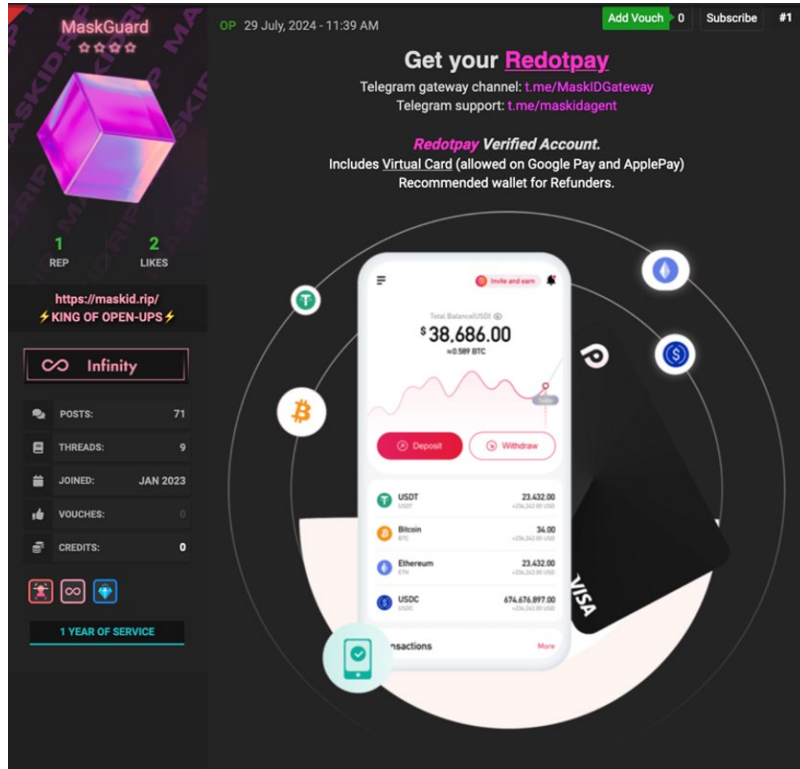 MaskGuard
OP 29 July, 2024 - 11:39 AM
Add Vouch 0 Subscribe #1
Get your Redotpay
Telegram gateway channel: t.me/MaskIDGateway
Telegram support: t.me/maskidagent
Redotpay Verified Account.
Includes Virtual Card (allowed on Google Pay and ApplePay)
Recommended wallet for Refunders.
1 2
REP LIKES
https://maskid.rip/
⚡KING OF OPEN-UPS⚡
Infinity
POSTS: 71
THREADS: 9
JOINED: JAN 2023
VOUCHES: 0
CREDITS: 0
1 YEAR OF SERVICE
Invite and earn
Total Balance(USD)
$38,686.00
≈0.589 BTC
Deposit Withdraw
USDT 23,432.00
USDT
Bitcoin 34.00
BTC
Ethereum 23,432.00
ETH
USDC 674,676,897.00
USDC
nsactions More
VISA